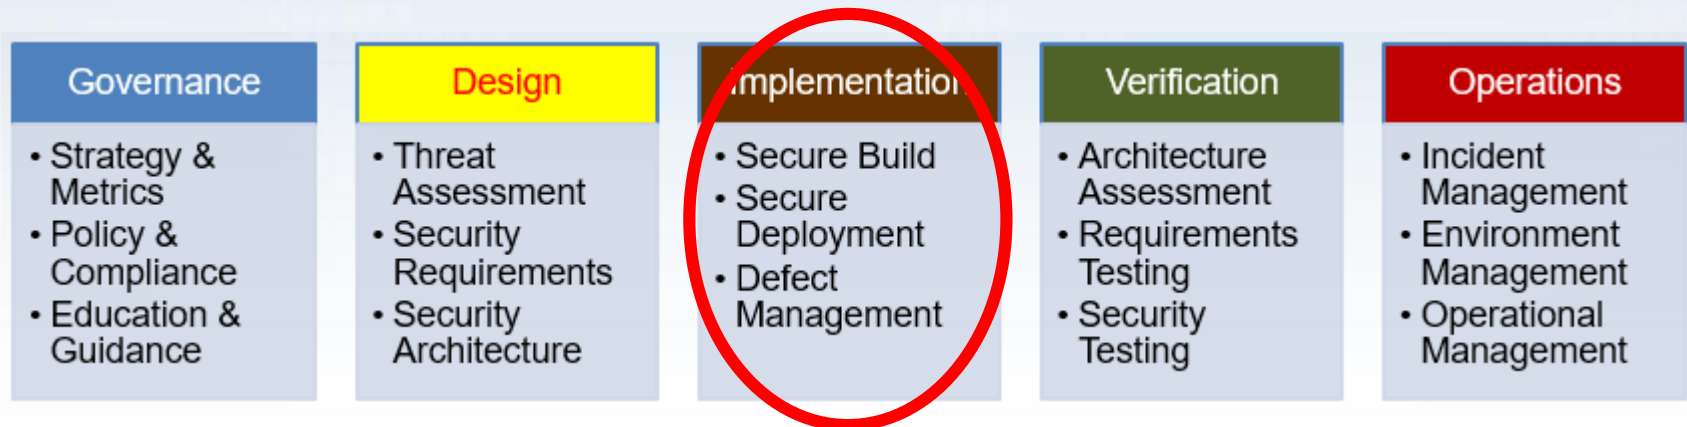 Governance
• Strategy &
Metrics
• Policy &
Compliance
• Education &
Guidance
Design
• Threat
Assessment
• Security
Requirements
• Security
Architecture
Implementation
• Secure Build
• Secure
Deployment
• Defect
Management
Verification
• Architecture
Assessment
• Requirements
Testing
• Security
Testing
Operations
• Incident
Management
• Environment
Management
• Operational
Management